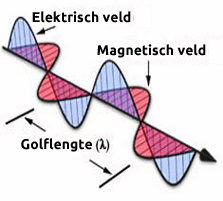 Elektrisch veld
Magnetisch veld
Golflengte (λ)